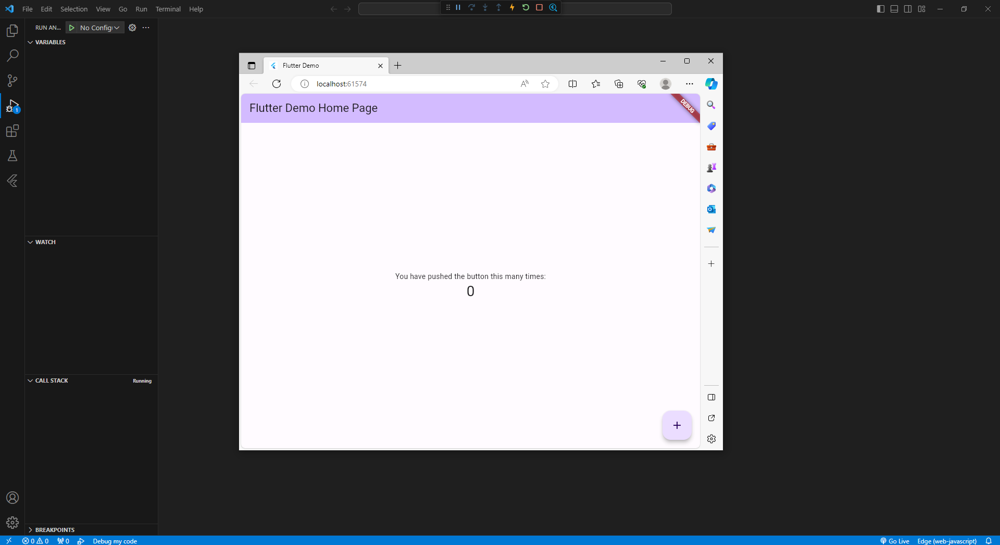 File Edit Selection View Go Run Terminal Help
RUN AN... No Config
VARIABLES
WATCH
CALL STACK Running
BREAKPOINTS
1
Flutter Demo
localhost:61574
Flutter Demo Home Page
DEBUG
You have pushed the button this many times:
0
0 0 0 Debug my code Go Live Edge (web-javascript)